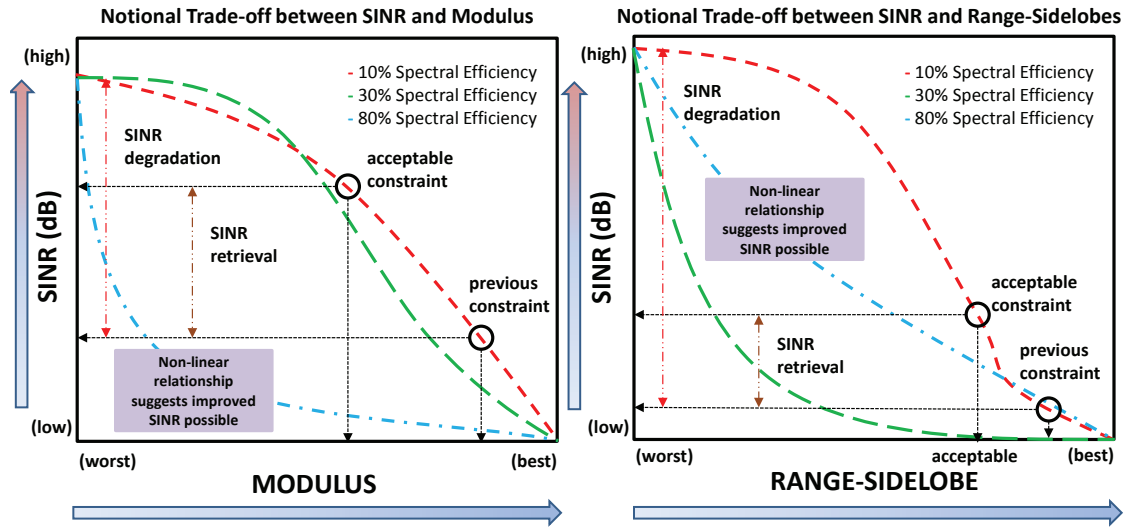 Notional Trade-off between SINR and Modulus
(high)
SINR (dB)
(low)
- 10% Spectral Efficiency
- 30% Spectral Efficiency
- 80% Spectral Efficiency
SINR
degradation
acceptable
constraint
SINR
retrieval
previous
constraint
Non-linear
relationship
suggests improved
SINR possible
(worst)
(best)
MODULUS
Notional Trade-off between SINR and Range-Sidelobes
(high)
SINR (dB)
(low)
- 10% Spectral Efficiency
- 30% Spectral Efficiency
- 80% Spectral Efficiency
SINR
degradation
Non-linear
relationship
suggests improved
SINR possible
acceptable
constraint
SINR
retrieval
previous
constraint
(worst)
acceptable
(best)
RANGE-SIDELOBE